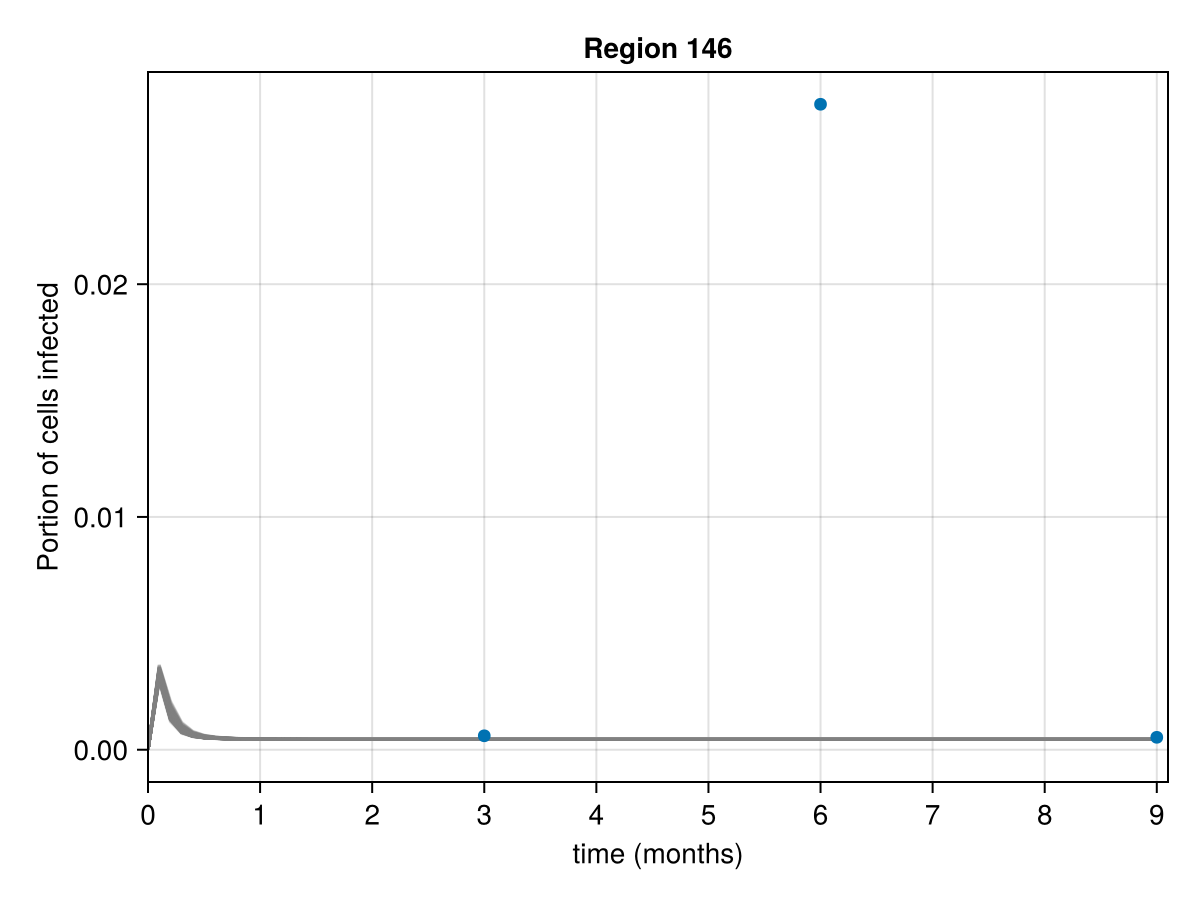 Region 146
Portion of cells infected
0.02
0.01
0.00
0 1 2 3 4 5 6 7 8 9
time (months)